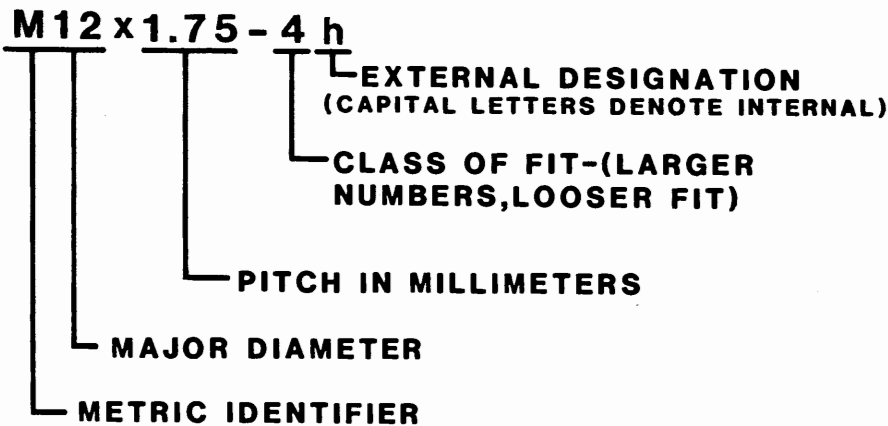 M12x1.75-4h
EXTERNAL DESIGNATION
(CAPITAL LETTERS DENOTE INTERNAL)
CLASS OF FIT-(LARGER
NUMBERS,LOOSER FIT)
PITCH IN MILLIMETERS
MAJOR DIAMETER
METRIC IDENTIFIER